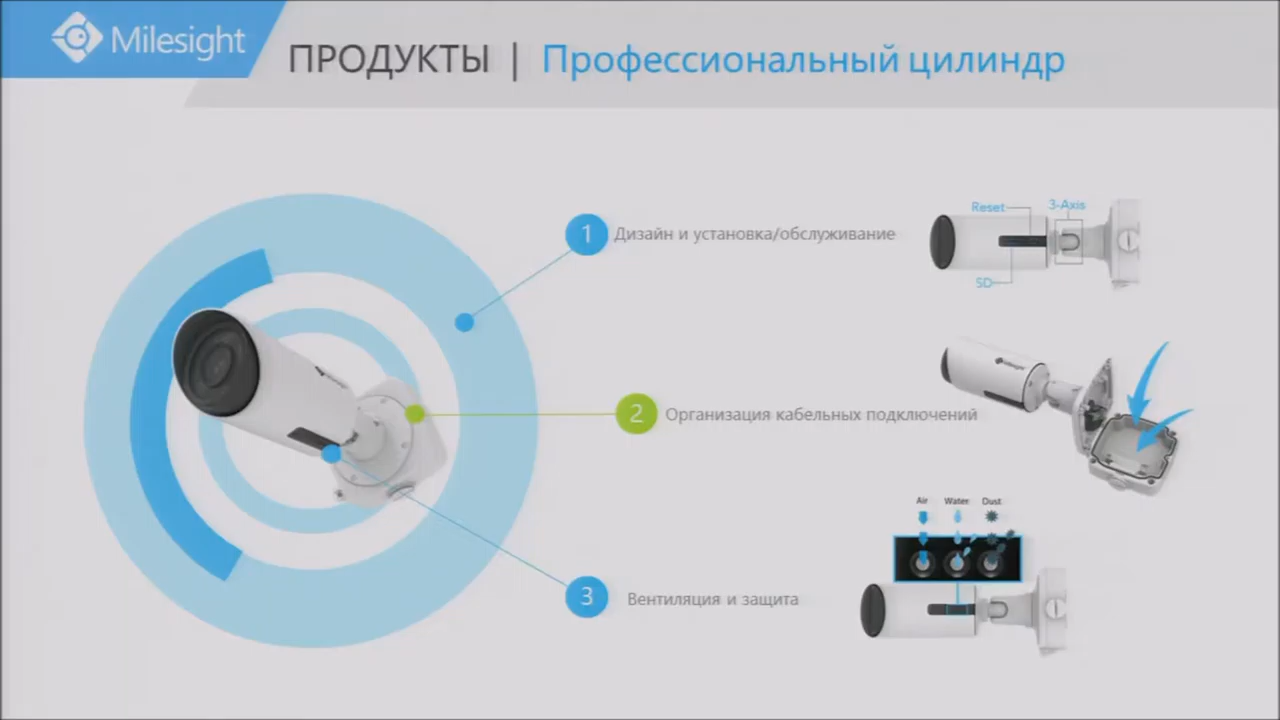 Milesight
ПРОДУКТЫ | Профессиональный цилиндр
1 Дизайн и установка/обслуживание
Reset
3-Axis
SD
2 Организация кабельных подключений
Air Water Dust
3 Вентиляция и защита